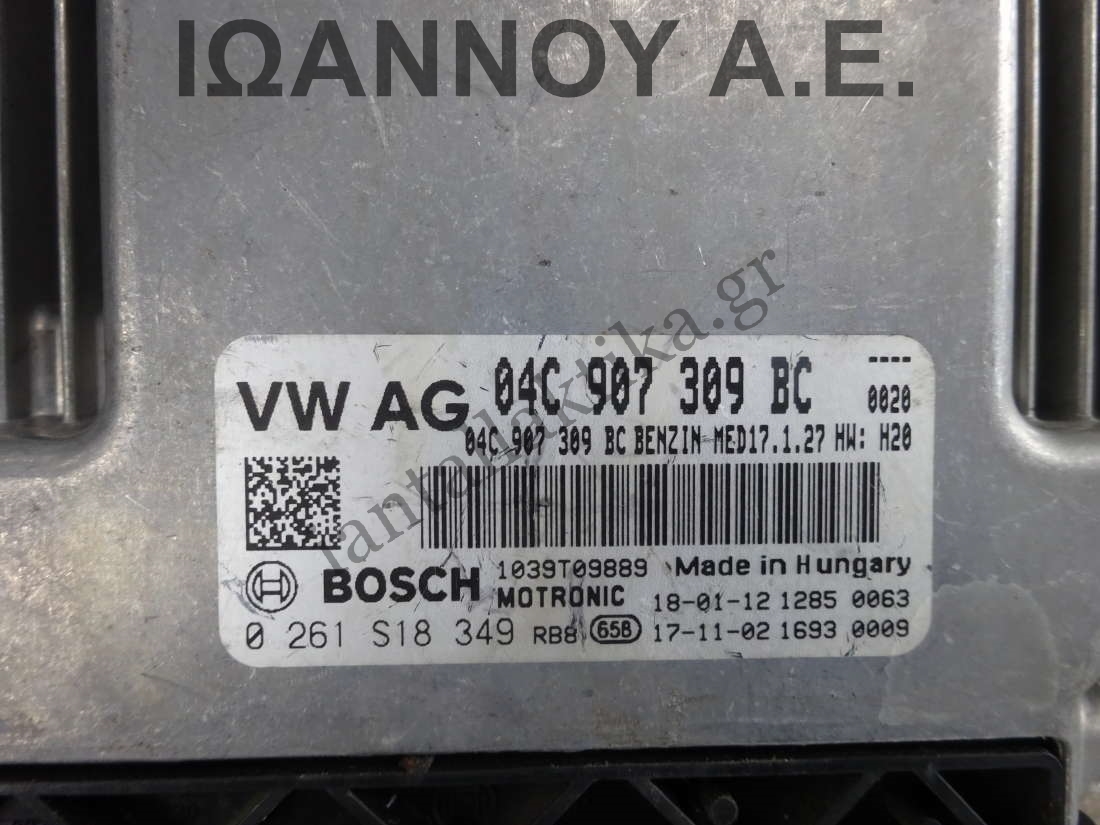 ΙΩΑΝΝΟΥ Α.Ε.
VW AG 04C 907 309 BC ----
0020
04C 907 309 BC BENZIN MED17.1.27 HW: H20
antallaktika.gr
1039T09889 Made in Hungary
BOSCH MOTRONIC 18-01-12 1285 0063
0 261 S18 349 RB8 658 17-11-02 1693 0009